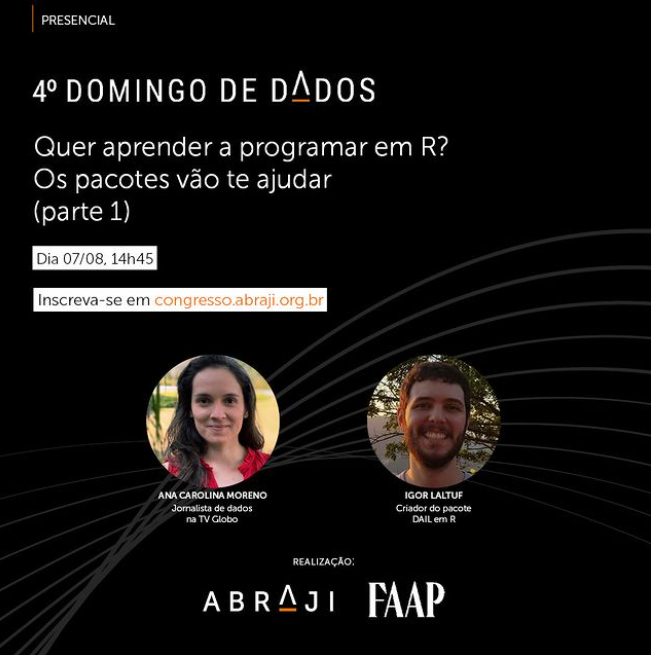 PRESENCIAL
4º DOMINGO DE DADOS
Quer aprender a programar em R?
Os pacotes vão te ajudar
(parte 1)
Dia 07/08, 14h45
Inscreva-se em congresso.abraji.org.br
ANA CAROLINA MORENO
Jornalista de dados
na TV Globo
IGOR LALTUF
Criador do pacote
DAIL em R
REALIZAÇÃO:
ABRAJI FAAP